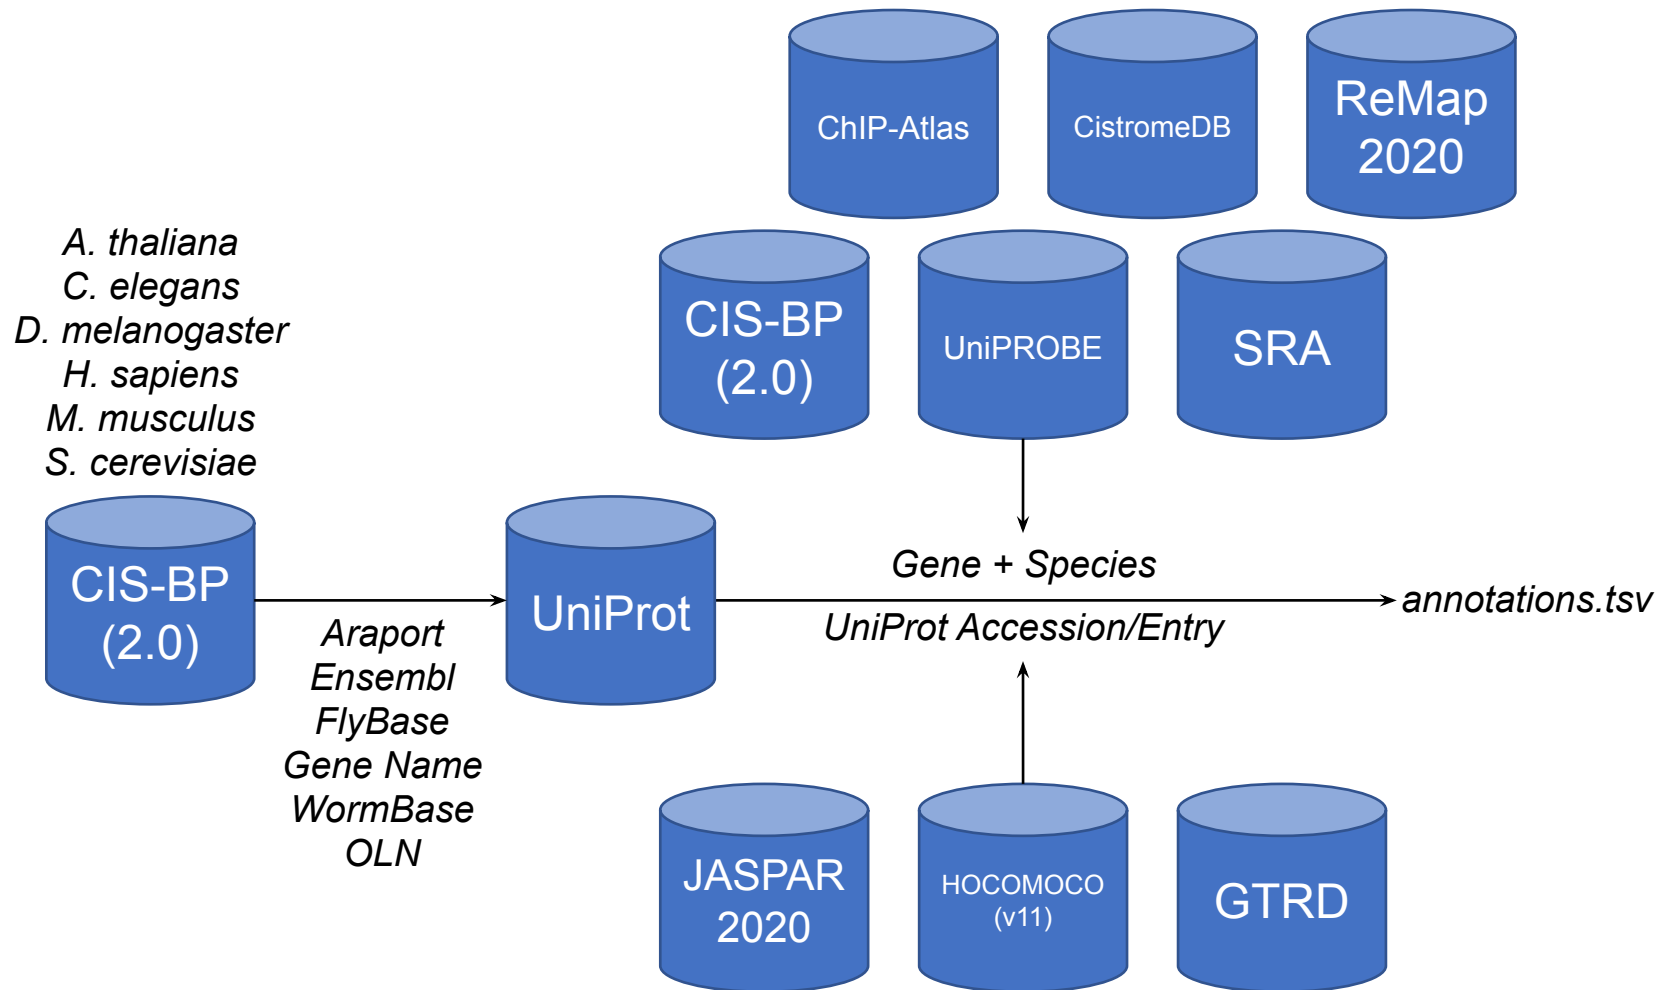 ChIP-Atlas
CistromeDB
ReMap
2020
A. thaliana
C. elegans
D. melanogaster
H. sapiens
M. musculus
S. cerevisiae
CIS-BP
(2.0)
UniPROBE
SRA
CIS-BP
(2.0)
Araport
Ensembl
FlyBase
Gene Name
WormBase
OLN
UniProt
Gene + Species
UniProt Accession/Entry
annotations.tsv
JASPAR
2020
HOCOMOCO
(v11)
GTRD